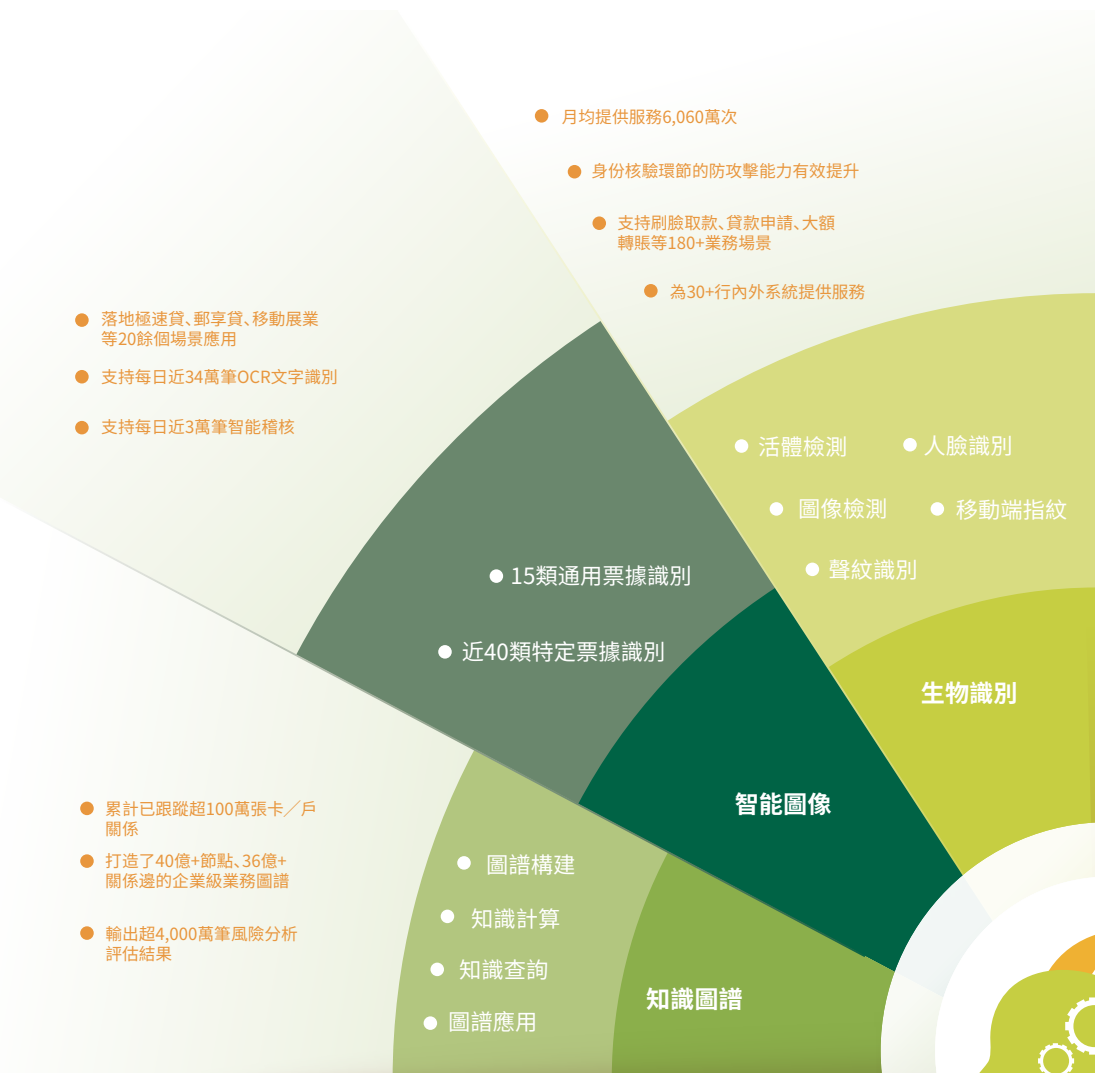 月均提供服務6,060萬次
身份核驗環節的防攻擊能力有效提升
支持刷臉取款、貸款申請、大額
轉賬等180+業務場景
為30+行內外系統提供服務
活體檢測
人臉識別
圖像檢測
移動端指紋
聲紋識別
生物識別
落地極速貸、郵享貸、移動展業
等20餘個場景應用
支持每日近34萬筆OCR文字識別
支持每日近3萬筆智能稽核
15類通用票據識別
近40類特定票據識別
智能圖像
累計已跟蹤超100萬張卡／戶
關係
打造了40億+節點、36億+
關係邊的企業級業務圖譜
輸出超4,000萬筆風險分析
評估結果
圖譜構建
知識計算
知識查詢
圖譜應用
知識圖譜